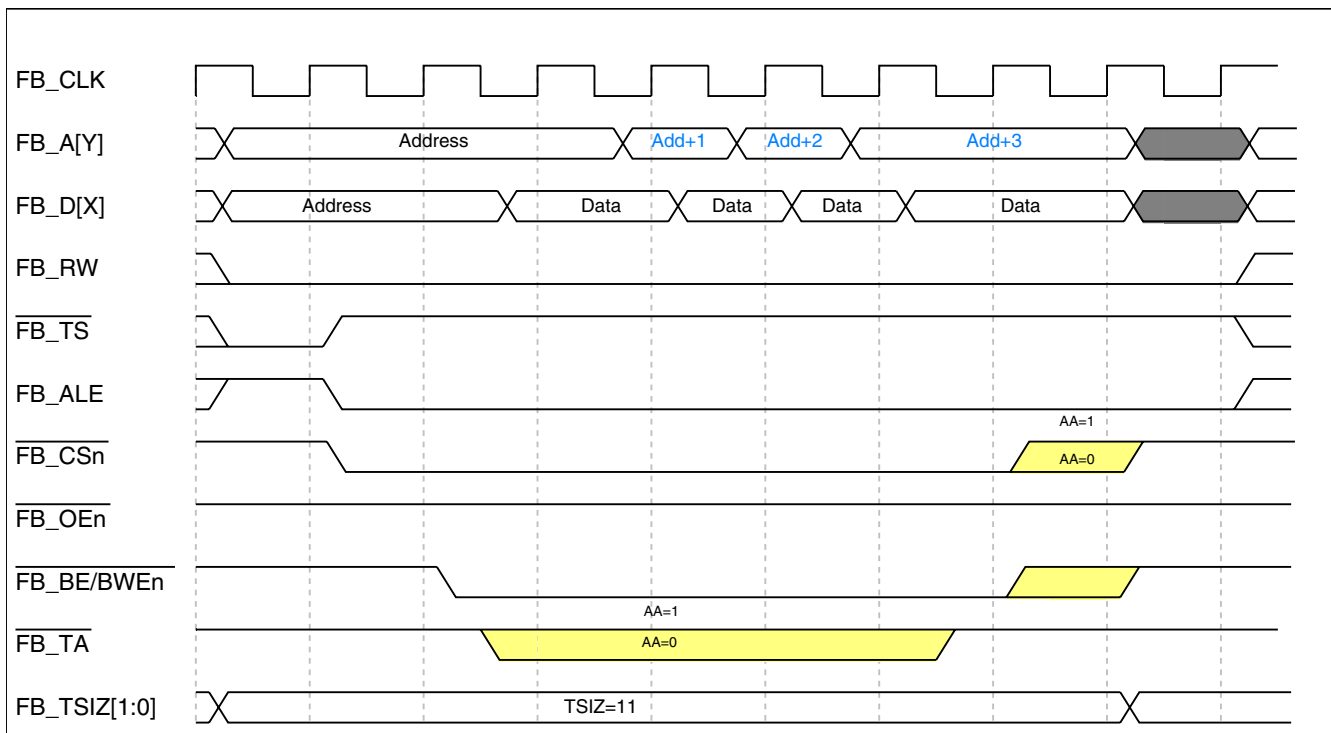 FB_CLK
FB_A[Y] Address Add+1 Add+2 Add+3
FB_D[X] Address Data Data Data Data
FB_RW
FB_TS
FB_ALE
AA=1
FB_CSn AA=0
FB_OEn
FB_BE/BWEn
AA=1
FB_TA AA=0
FB_TSIZ[1:0] TSIZ=11